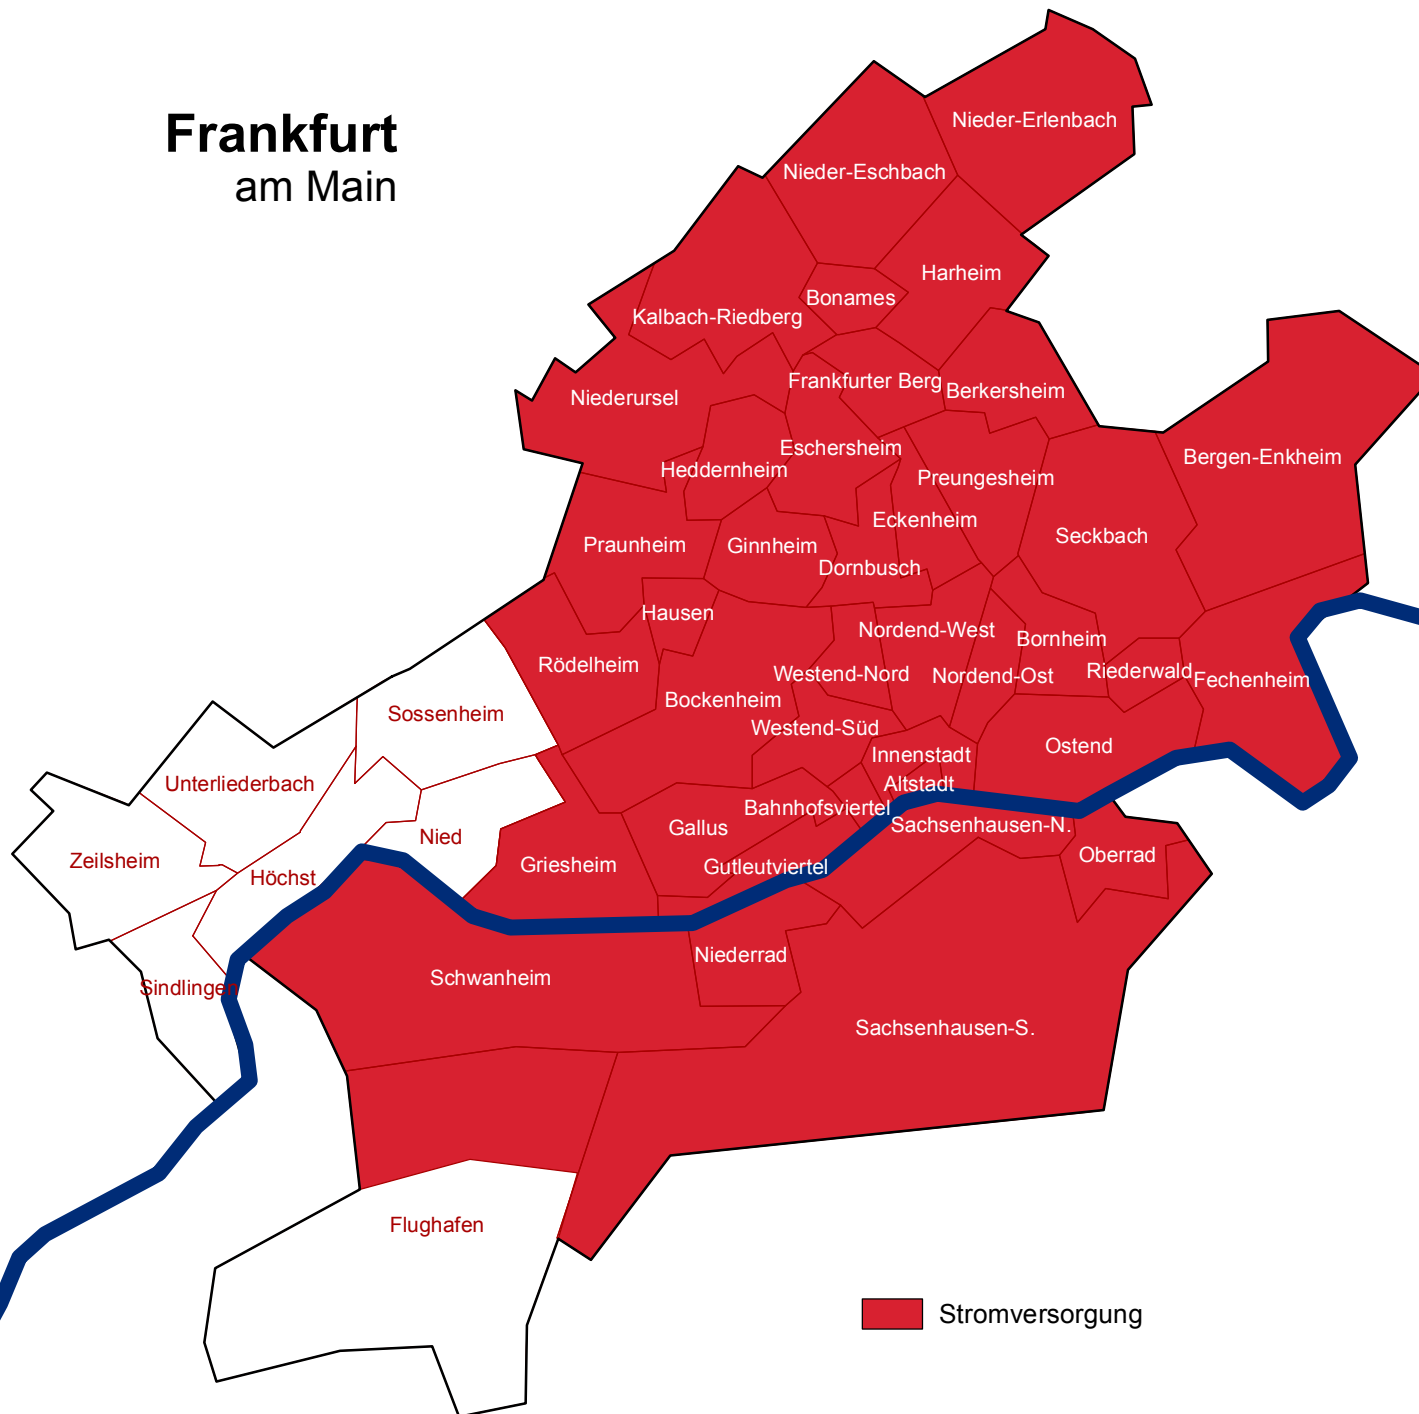 Frankfurt
am Main
Nieder-Erlenbach
Nieder-Eschbach
Harheim
Bonames
Kalbach-Riedberg
Frankfurter Berg
Berkersheim
Niederursel
Eschersheim
Bergen-Enkheim
Heddernheim
Preungesheim
Eckenheim
Seckbach
Praunheim
Ginnheim
Dornbusch
Hausen
Nordend-West
Bornheim
Rödelheim
Westend-Nord
Nordend-Ost
Riederwald
Fechenheim
Bockenheim
Sossenheim
Westend-Süd
Ostend
Innenstadt
Unterliederbach
Altstadt
Bahnhofsviertel
Gallus
Sachsenhausen-N.
Nied
Oberrad
Zeilsheim
Griesheim
Gutleutviertel
Höchst
Niederrad
Schwanheim
Sindlingen
Sachsenhausen-S.
Flughafen
Stromversorgung